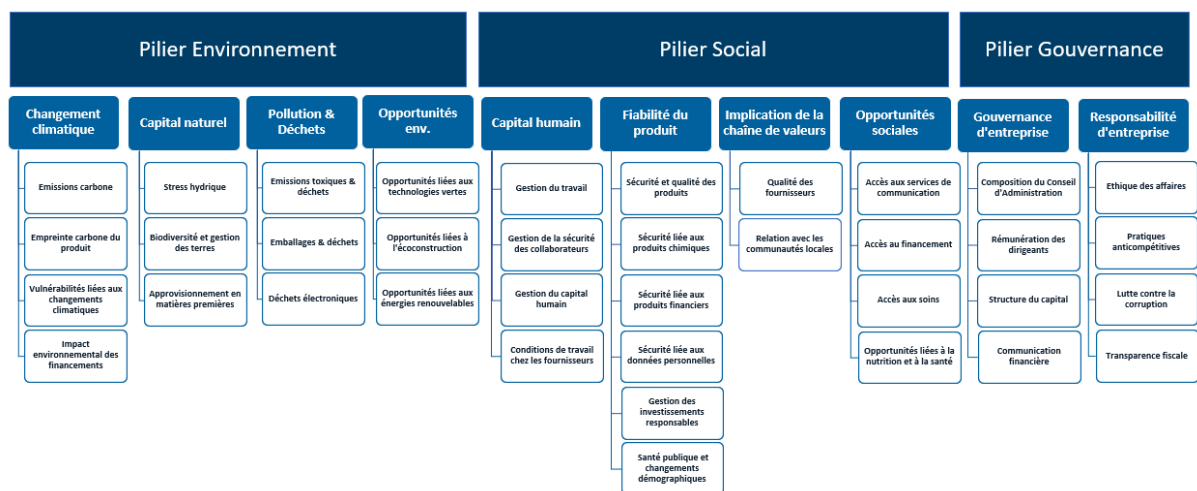 Pilier Environnement
Pilier Social
Pilier Gouvernance
Changement
climatique
Emissions carbone
Empreinte carbone du
produit
Vulnérabilités liées aux
changements
climatiques
Impact
environnemental des
financements
Capital naturel
Stress hydrique
Biodiversité et gestion
des terres
Approvisionnement en
matières premières
Pollution &
Déchets
Emissions toxiques &
déchets
Emballages & déchets
Déchets électroniques
Opportunités
env.
Opportunités liées aux
technologies vertes
Opportunités liées à
l'écoconstruction
Opportunités liées aux
énergies renouvelables
Capital humain
Gestion du travail
Gestion de la sécurité
des collaborateurs
Gestion du capital
humain
Conditions de travail
chez les fournisseurs
Fiabilité du
produit
Sécurité et qualité des
produits
Sécurité liée aux
produits chimiques
Sécurité liée aux
produits financiers
Sécurité liée aux
données personnelles
Gestion des
investissements
responsables
Santé publique et
changements
démographiques
Implication de la
chaîne de valeurs
Qualité des
fournisseurs
Relation avec les
communautés locales
Opportunités
sociales
Accès aux services de
communication
Accès au financement
Accès aux soins
Opportunités liées à la
nutrition et à la santé
Gouvernance
d'entreprise
Composition du Conseil
d'Administration
Rémunération des
dirigeants
Structure du capital
Communication
financière
Responsabilité
d'entreprise
Ethique des affaires
Pratiques
anticompétitives
Lutte contre la
corruption
Transparence fiscale